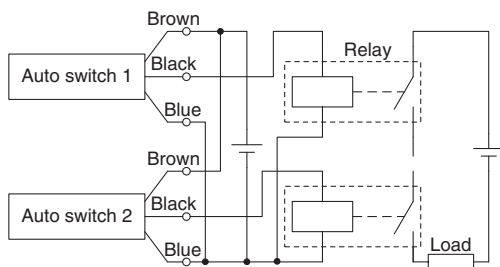 Brown
Auto switch 1
Black
Blue
Relay
Brown
Auto switch 2
Black
Blue
Load